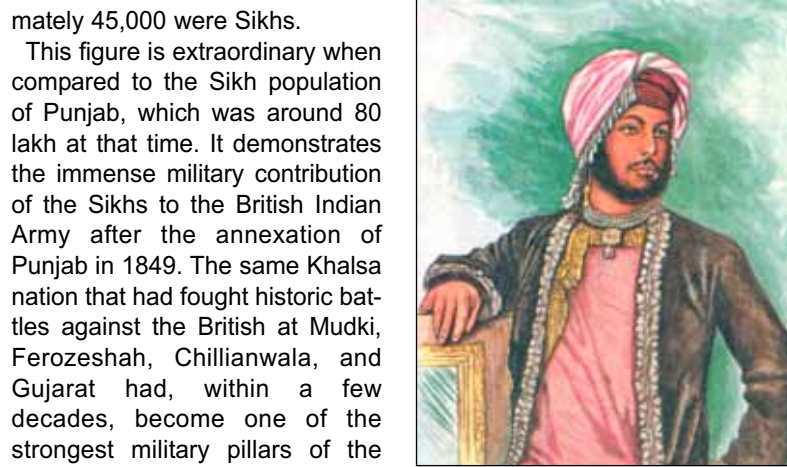 mately 45,000 were Sikhs.
This figure is extraordinary when
compared to the Sikh population
of Punjab, which was around 80
lakh at that time. It demonstrates
the immense military contribution
of the Sikhs to the British Indian
Army after the annexation of
Punjab in 1849. The same Khalsa
nation that had fought historic bat-
tles against the British at Mudki,
Ferozeshah, Chillianwala, and
Gujarat had, within a few
decades, become one of the
strongest military pillars of the